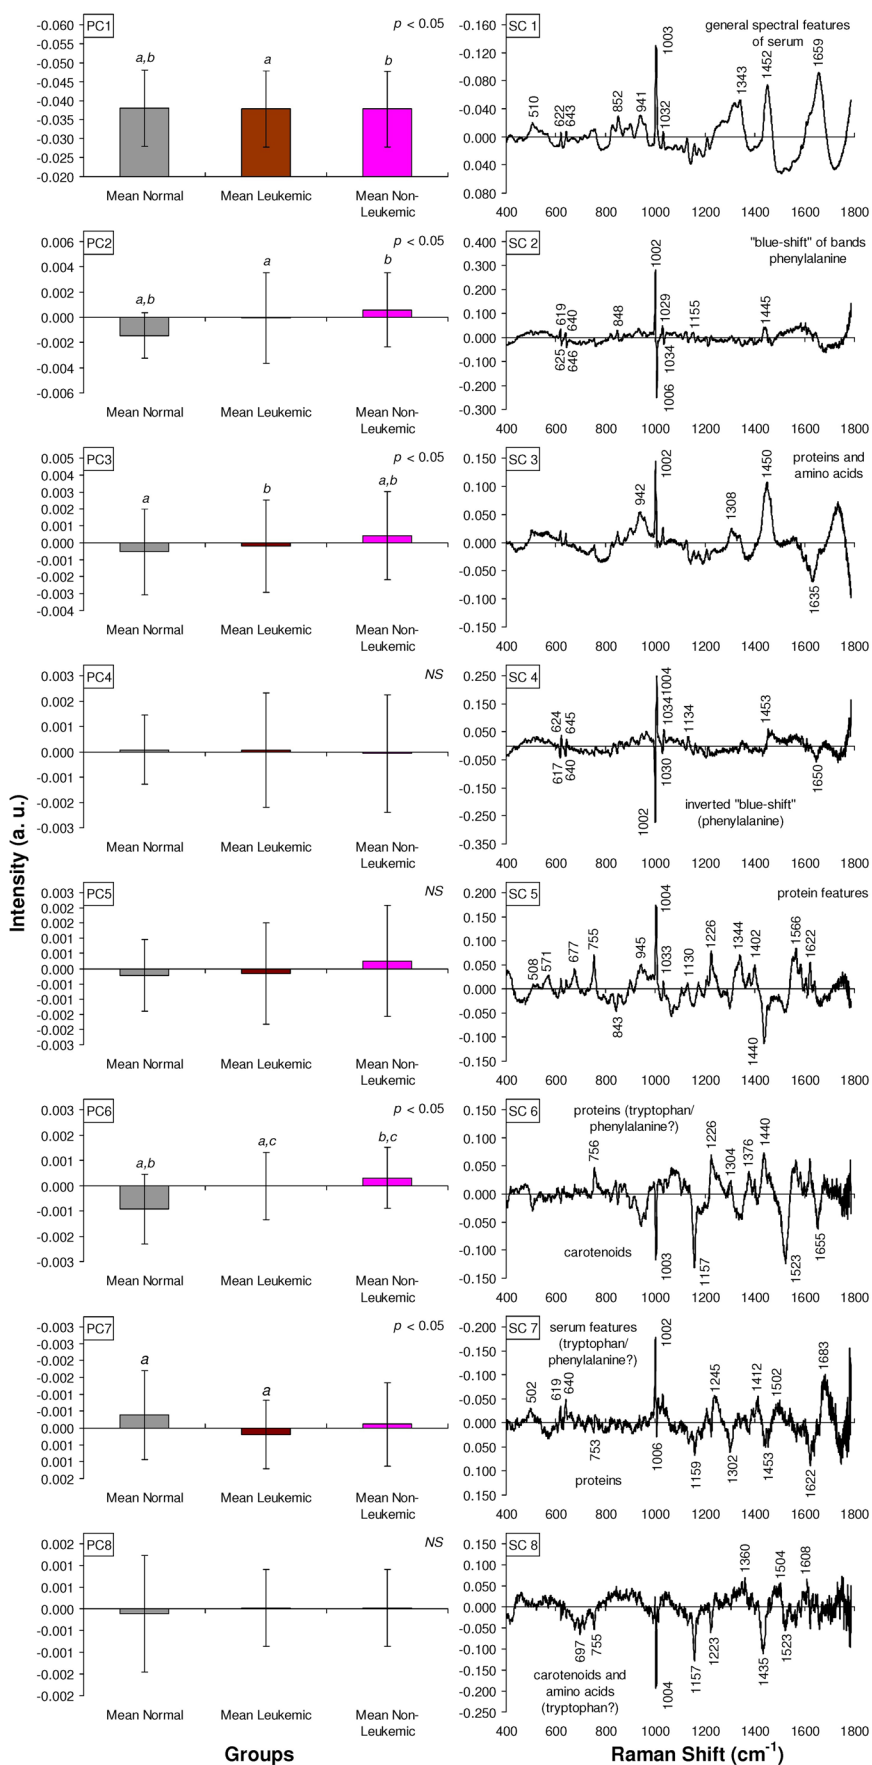 Intensity (a. u.)
PC1
p < 0.05
-0.060
-0.055
-0.050
-0.045
-0.040
-0.035
-0.030
-0.025
-0.020
a,b
a
b
Mean Normal
Mean Leukemic
Mean Non-
Leukemic
SC 1
general spectral features
of serum
-0.160
-0.120
-0.080
-0.040
0.000
0.040
0.080
510
622
643
852
941
1003
1032
1343
1452
1659
400 600 800 1000 1200 1400 1600 1800
PC2
p < 0.05
0.006
0.004
0.002
0.000
-0.002
-0.004
-0.006
a,b
a
b
Mean Normal
Mean Leukemic
Mean Non-
Leukemic
SC 2
"blue-shift" of bands
phenylalanine
0.400
0.300
0.200
0.100
0.000
-0.100
-0.200
-0.300
619
640
625
646
848
1002
1029
1034
1006
1155
1445
400 600 800 1000 1200 1400 1600 1800
PC3
p < 0.05
0.005
0.004
0.003
0.002
0.001
0.000
-0.001
-0.002
-0.003
-0.004
a
b
a,b
Mean Normal
Mean Leukemic
Mean Non-
Leukemic
SC 3
proteins and
amino acids
0.150
0.100
0.050
0.000
-0.050
-0.100
-0.150
942
1002
1308
1450
1635
400 600 800 1000 1200 1400 1600 1800
PC4
NS
0.003
0.002
0.001
0.000
-0.001
-0.002
-0.003
Mean Normal
Mean Leukemic
Mean Non-
Leukemic
SC 4
0.250
0.150
0.050
-0.050
-0.150
-0.250
-0.350
624
645
617
640
1004
1034
1030
1002
1134
1453
1650
inverted "blue-shift"
(phenylalanine)
400 600 800 1000 1200 1400 1600 1800
PC5
NS
0.003
0.002
0.002
0.001
0.001
0.000
-0.001
-0.001
-0.002
-0.002
-0.003
Mean Normal
Mean Leukemic
Mean Non-
Leukemic
SC 5
protein features
0.200
0.150
0.100
0.050
0.000
-0.050
-0.100
-0.150
508
571
677
755
843
945
1004
1033
1130
1226
1344
1402
1440
1566
1622
400 600 800 1000 1200 1400 1600 1800
PC6
p < 0.05
0.003
0.002
0.001
0.000
-0.001
-0.002
-0.003
a,b
a,c
b,c
Mean Normal
Mean Leukemic
Mean Non-
Leukemic
SC 6
proteins (tryptophan/
phenylalanine?)
0.150
0.100
0.050
0.000
-0.050
-0.100
-0.150
756
1003
1157
1226
1304
1376
1440
1523
1655
carotenoids
400 600 800 1000 1200 1400 1600 1800
PC7
p < 0.05
-0.003
-0.002
-0.002
-0.001
-0.001
0.000
0.001
0.001
0.002
a
a
Mean Normal
Mean Leukemic
Mean Non-
Leukemic
SC 7
serum features
(tryptophan/
phenylalanine?)
-0.200
-0.150
-0.100
-0.050
0.000
0.050
0.100
0.150
502
619
640
753
1002
1006
1159
1245
1302
1412
1453
1502
1622
1683
proteins
400 600 800 1000 1200 1400 1600 1800
PC8
NS
0.002
0.001
0.001
0.000
-0.001
-0.001
-0.002
Mean Normal
Mean Leukemic
Mean Non-
Leukemic
SC 8
0.150
0.100
0.050
0.000
-0.050
-0.100
-0.150
-0.200
-0.250
697
755
1004
1157
1223
1360
1435
1504
1523
1608
carotenoids and
amino acids
(tryptophan?)
400 600 800 1000 1200 1400 1600 1800
Groups
Raman Shift (cm⁻¹)